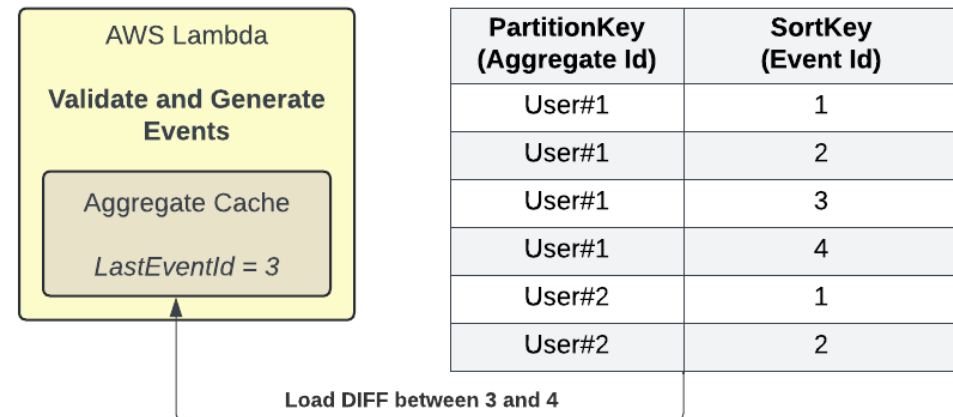 AWS Lambda
Validate and Generate
Events
Aggregate Cache
LastEventId = 3
PartitionKey SortKey
(Aggregate Id) (Event Id)
User#1 1
User#1 2
User#1 3
User#1 4
User#2 1
User#2 2
Load DIFF between 3 and 4